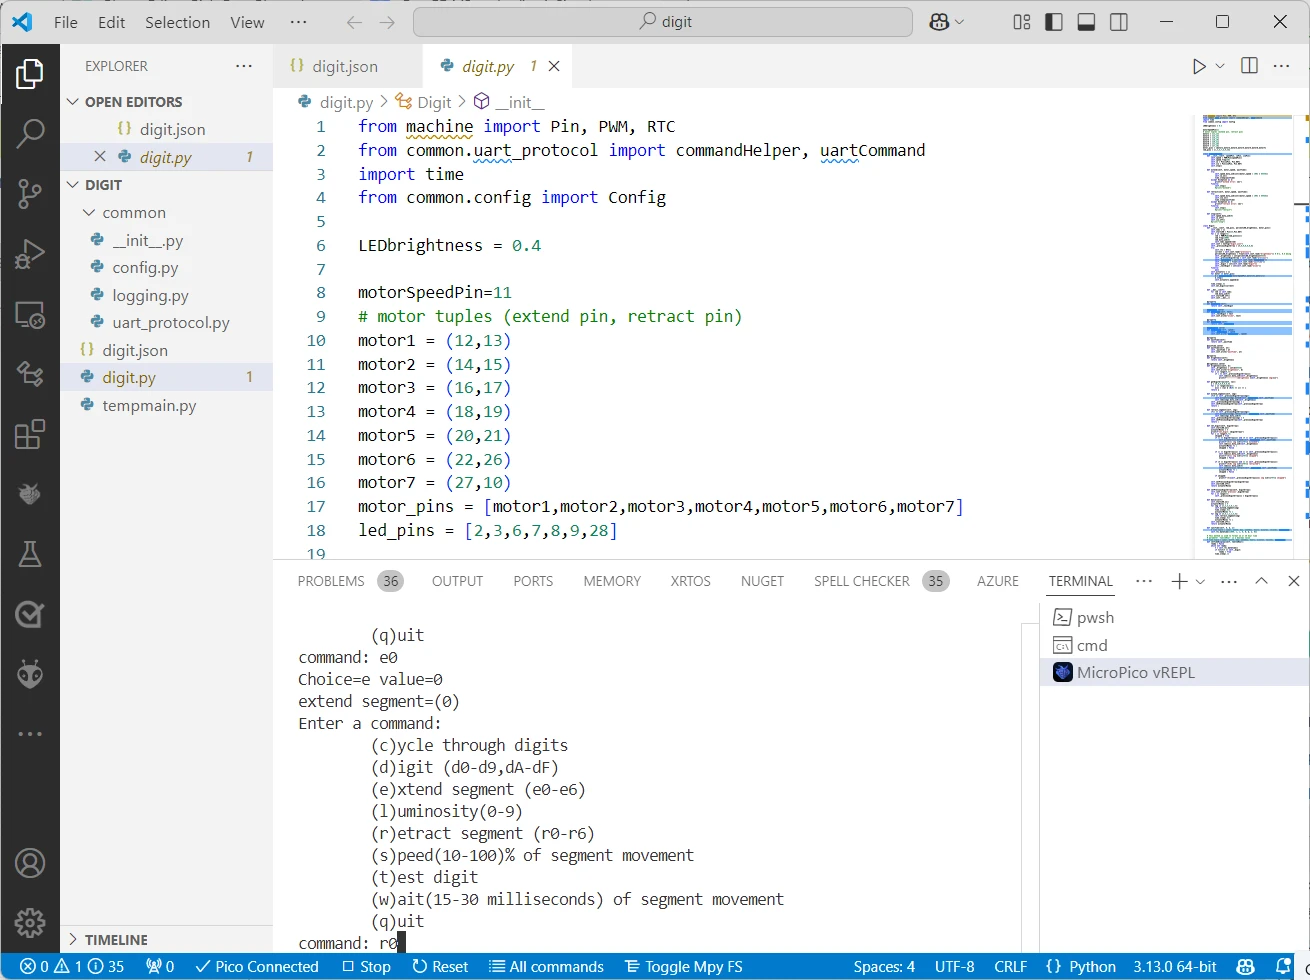 File Edit Selection View ··· digit
EXPLORER ···
OPEN EDITORS
digit.json
digit.py 1
DIGIT
common
__init__.py
config.py
logging.py
uart_protocol.py
digit.json
digit.py 1
tempmain.py
TIMELINE
digit.json digit.py 1
digit.py > Digit > __init__
1 from machine import Pin, PWM, RTC
2 from common.uart_protocol import commandHelper, uartCommand
3 import time
4 from common.config import Config
5
6 LEDbrightness = 0.4
7
8 motorSpeedPin=11
9 # motor tuples (extend pin, retract pin)
10 motor1 = (12,13)
11 motor2 = (14,15)
12 motor3 = (16,17)
13 motor4 = (18,19)
14 motor5 = (20,21)
15 motor6 = (22,26)
16 motor7 = (27,10)
17 motor_pins = [motor1,motor2,motor3,motor4,motor5,motor6,motor7]
18 led_pins = [2,3,6,7,8,9,28]
19
PROBLEMS 36 OUTPUT PORTS MEMORY XRTOS NUGET SPELL CHECKER 35 AZURE TERMINAL ···
(q)uit
command: e0
Choice=e value=0
extend segment=(0)
Enter a command:
(c)ycle through digits
(d)igit (d0-d9,dA-dF)
(e)xtend segment (e0-e6)
(l)uminosity(0-9)
(r)etract segment (r0-r6)
(s)peed(10-100)% of segment movement
(t)est digit
(w)ait(15-30 milliseconds) of segment movement
(q)uit
command: r0
pwsh
cmd
MicroPico vREPL
0 1 35 0 Pico Connected Stop Reset All commands Toggle Mpy FS Spaces: 4 UTF-8 CRLF {} Python 3.13.0 64-bit